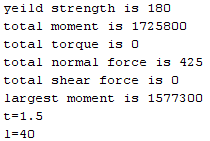 yeild strength is 180
total moment is 1725800
total torque is 0
total normal force is 425
total shear force is 0
largest moment is 1577300
t=1.5
l=40